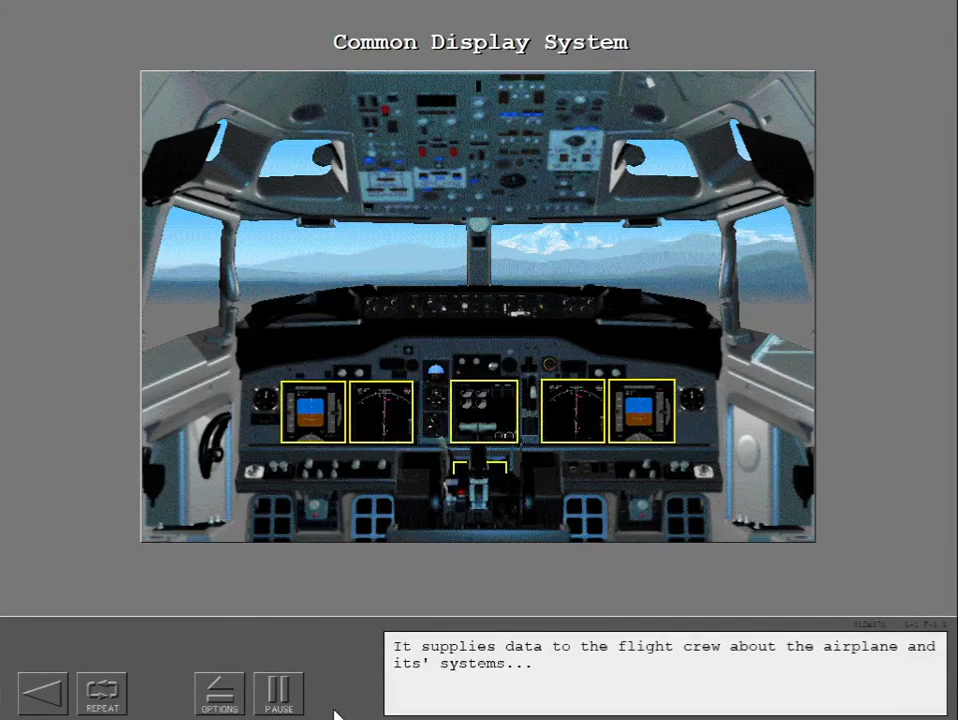 Common Display System
It supplies data to the flight crew about the airplane and
its' systems...
REPEAT
OPTIONS
PAUSE